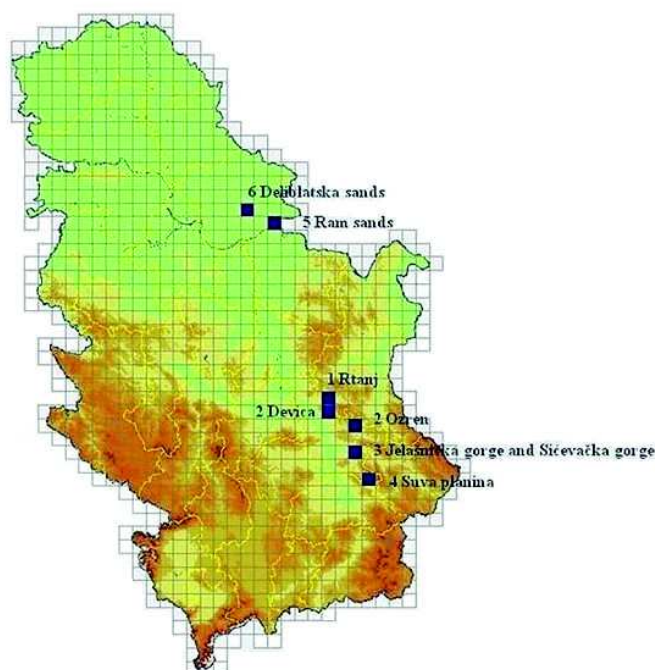 6 Deliblatska sands
5 Ram sands
1 Rtanj
2 Devica
2 Ozren
3 Jelašnička gorge and Sićevačka gorge
4 Suva planina